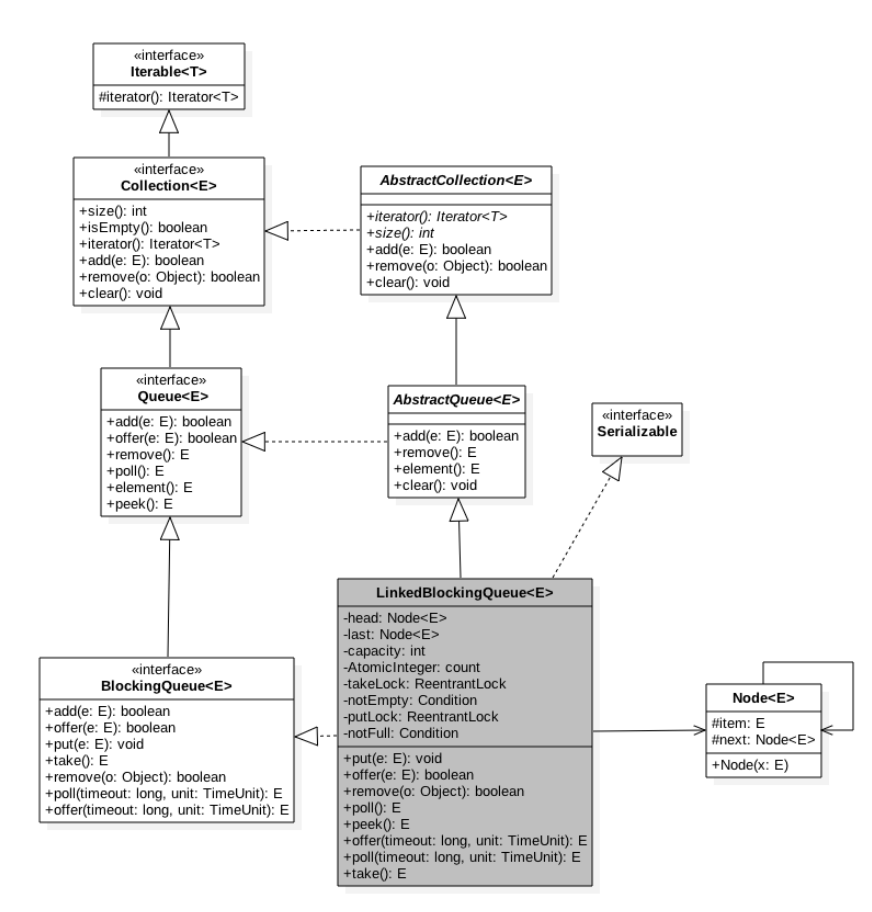 «interface»
Iterable<T>
#iterator(): Iterator<T>
«interface»
Collection<E>
+size(): int
+isEmpty(): boolean
+iterator(): Iterator<T>
+add(e: E): boolean
+remove(o: Object): boolean
+clear(): void
AbstractCollection<E>
+iterator(): Iterator<T>
+size(): int
+add(e: E): boolean
+remove(o: Object): boolean
+clear(): void
«interface»
Queue<E>
+add(e: E): boolean
+offer(e: E): boolean
+remove(): E
+poll(): E
+element(): E
+peek(): E
AbstractQueue<E>
+add(e: E): boolean
+remove(): E
+element(): E
+clear(): void
«interface»
Serializable
«interface»
BlockingQueue<E>
+add(e: E): boolean
+offer(e: E): boolean
+put(e: E): void
+take(): E
+remove(o: Object): boolean
+poll(timeout: long, unit: TimeUnit): E
+offer(timeout: long, unit: TimeUnit): E
LinkedBlockingQueue<E>
-head: Node<E>
-last: Node<E>
-capacity: int
-AtomicInteger: count
-takeLock: ReentrantLock
-notEmpty: Condition
-putLock: ReentrantLock
-notFull: Condition
+put(e: E): void
+offer(e: E): boolean
+remove(o: Object): boolean
+poll(): E
+peek(): E
+offer(timeout: long, unit: TimeUnit): E
+poll(timeout: long, unit: TimeUnit): E
+take(): E
Node<E>
#item: E
#next: Node<E>
+Node(x: E)